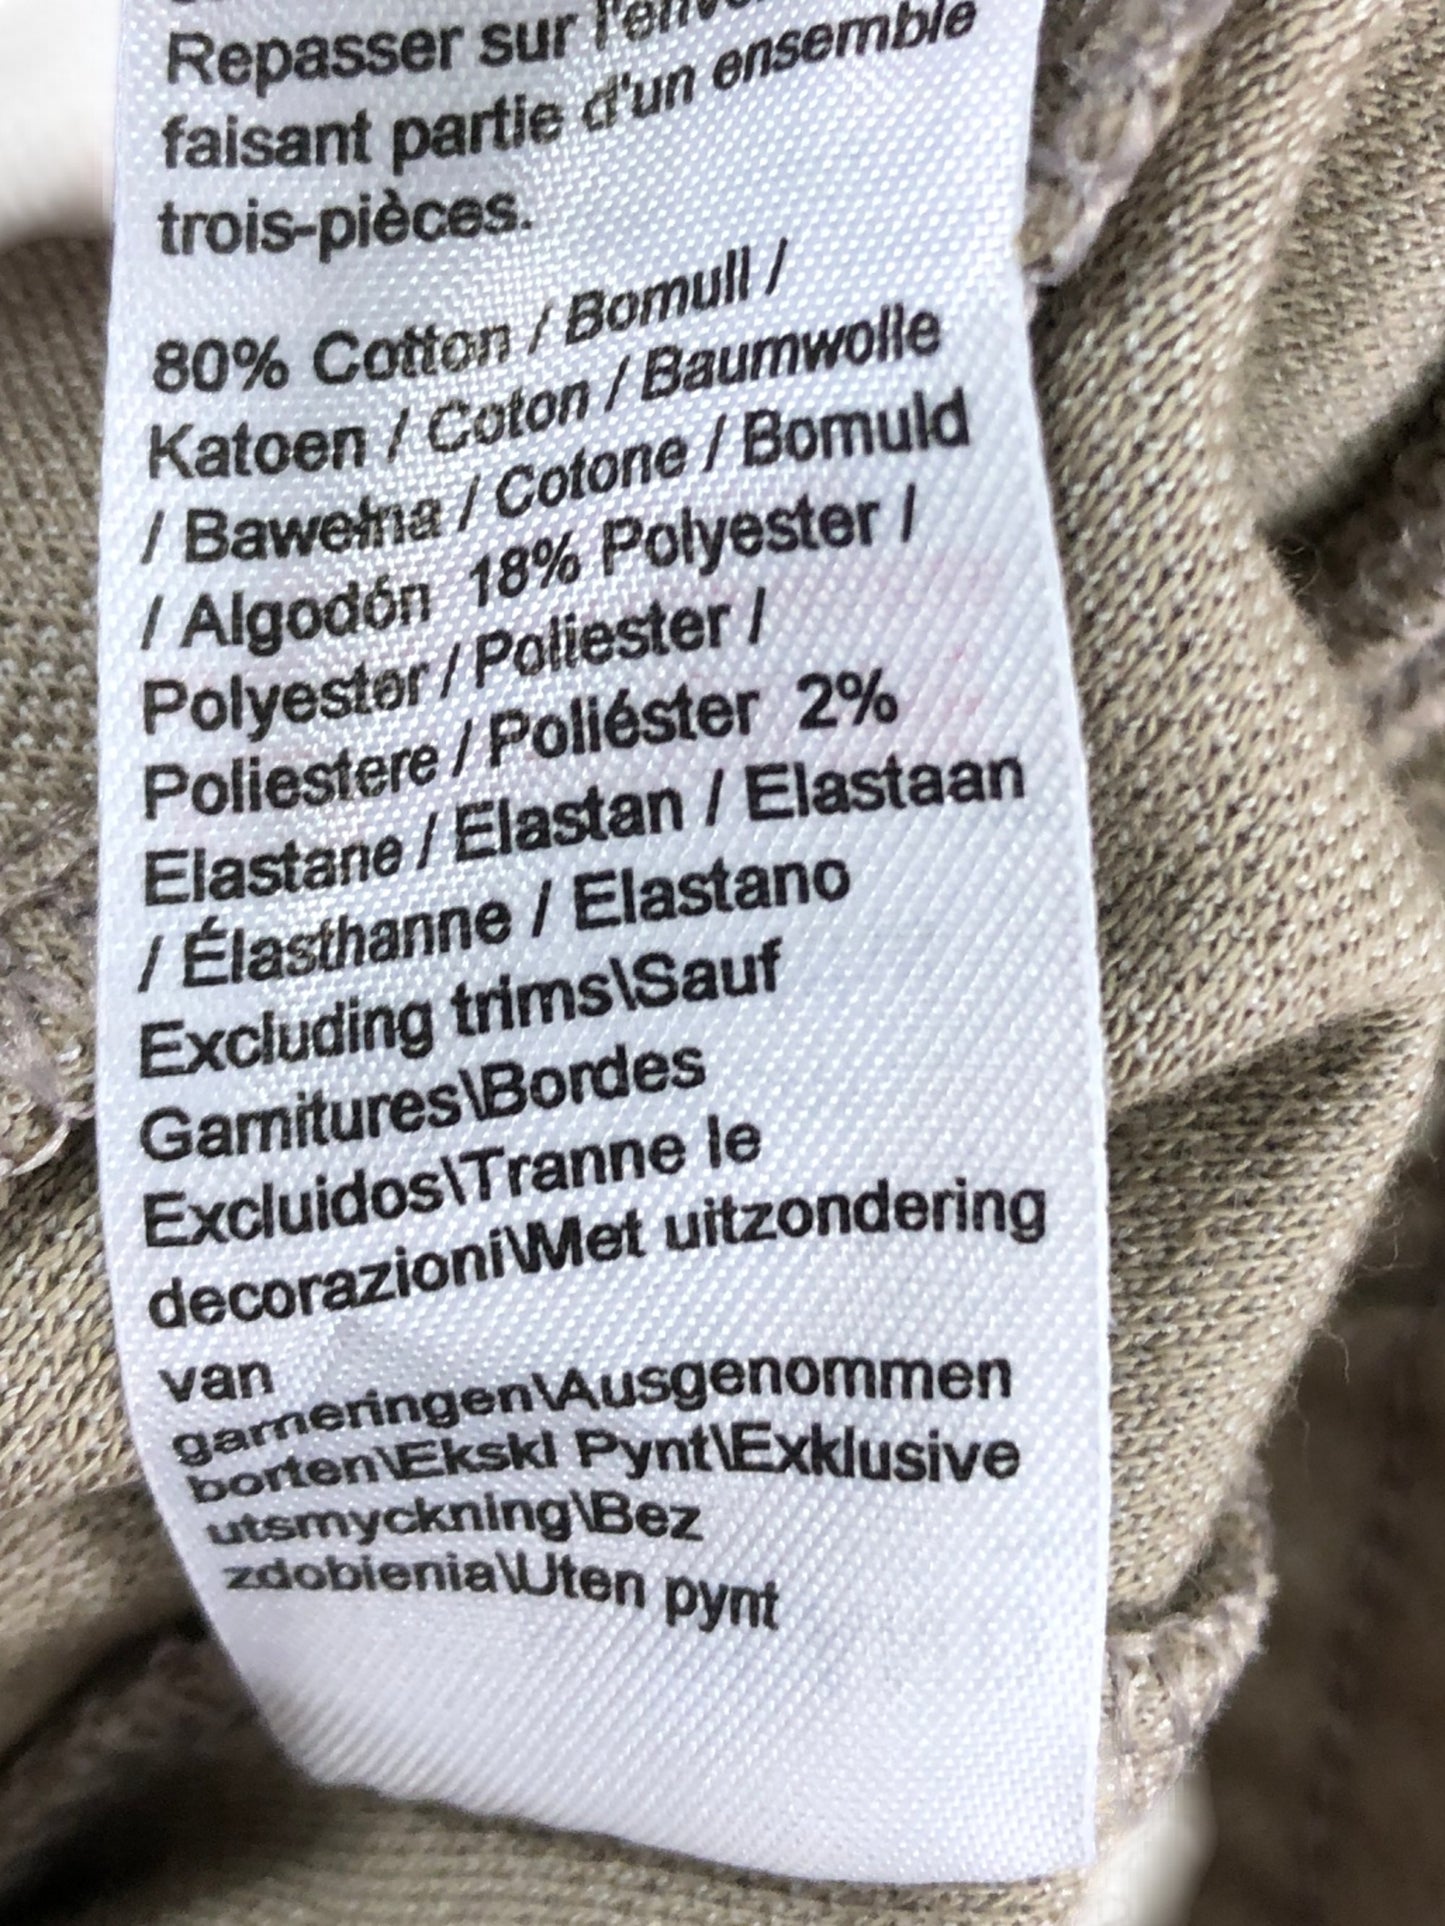 Repasser sur
faisant partie d'un ensemble
trois-pièces.
80% Cotton / Bomull /
Katoen / Coton / Baumwolle
/ Bawełna / Cotone / Bomuld
/ Algodón 18% Polyester /
Polyester / Poliester /
Poliestere / Poliéster 2%
Elastane / Elastan / Elastaan
/ Élasthanne / Elastano
Excluding trims\Sauf
Garnitures\Bordes
Excluidos\Tranne le
decorazioni\Met uitzondering
van
garneringen\Ausgenommen
borten\Ekskl Pynt\Exklusive
utsmyckning\Bez
zdobienia\Uten pynt